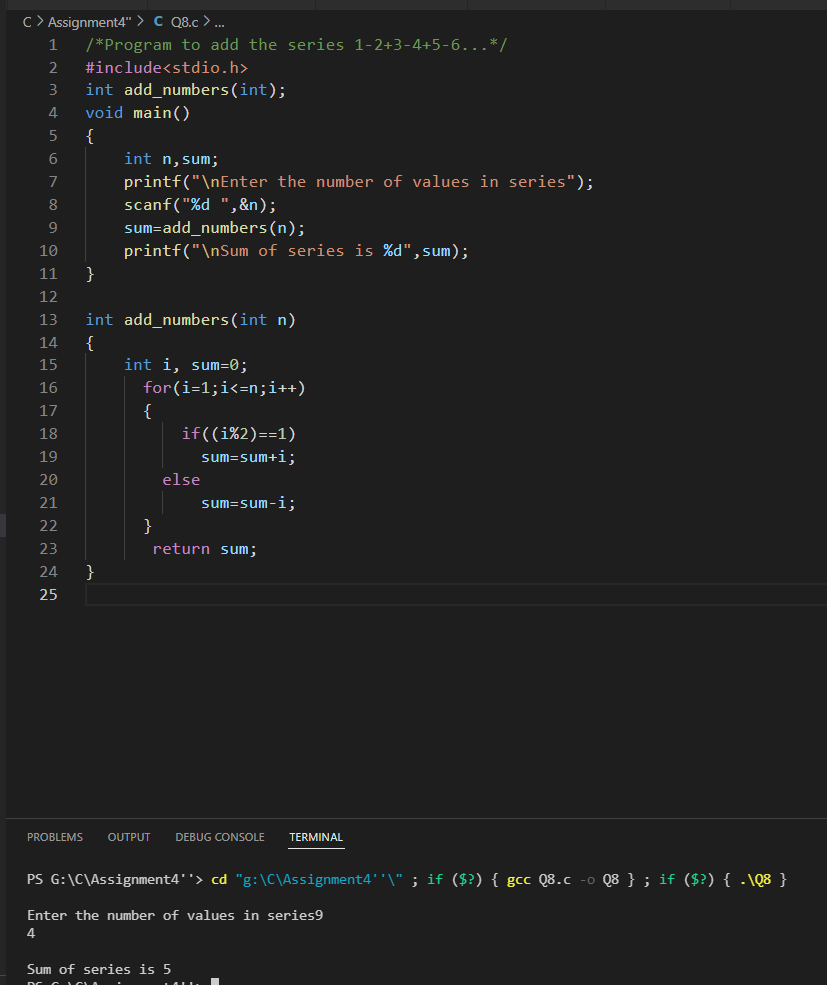 C > Assignment4'' > C Q8.c > ...
1 /*Program to add the series 1-2+3-4+5-6...*/
2 #include<stdio.h>
3 int add_numbers(int);
4 void main()
5 {
6     int n,sum;
7     printf("\nEnter the number of values in series");
8     scanf("%d ",&n);
9     sum=add_numbers(n);
10     printf("\nSum of series is %d",sum);
11 }
12
13 int add_numbers(int n)
14 {
15     int i, sum=0;
16       for(i=1;i<=n;i++)
17       {
18           if((i%2)==1)
19             sum=sum+i;
20         else
21             sum=sum-i;
22       }
23        return sum;
24 }
25
PROBLEMS OUTPUT DEBUG CONSOLE TERMINAL
PS G:\C\Assignment4''> cd "g:\C\Assignment4''\" ; if ($?) { gcc Q8.c -o Q8 } ; if ($?) { .\Q8 }
Enter the number of values in series9
4
Sum of series is 5
PS G:\C\Assignment4''>